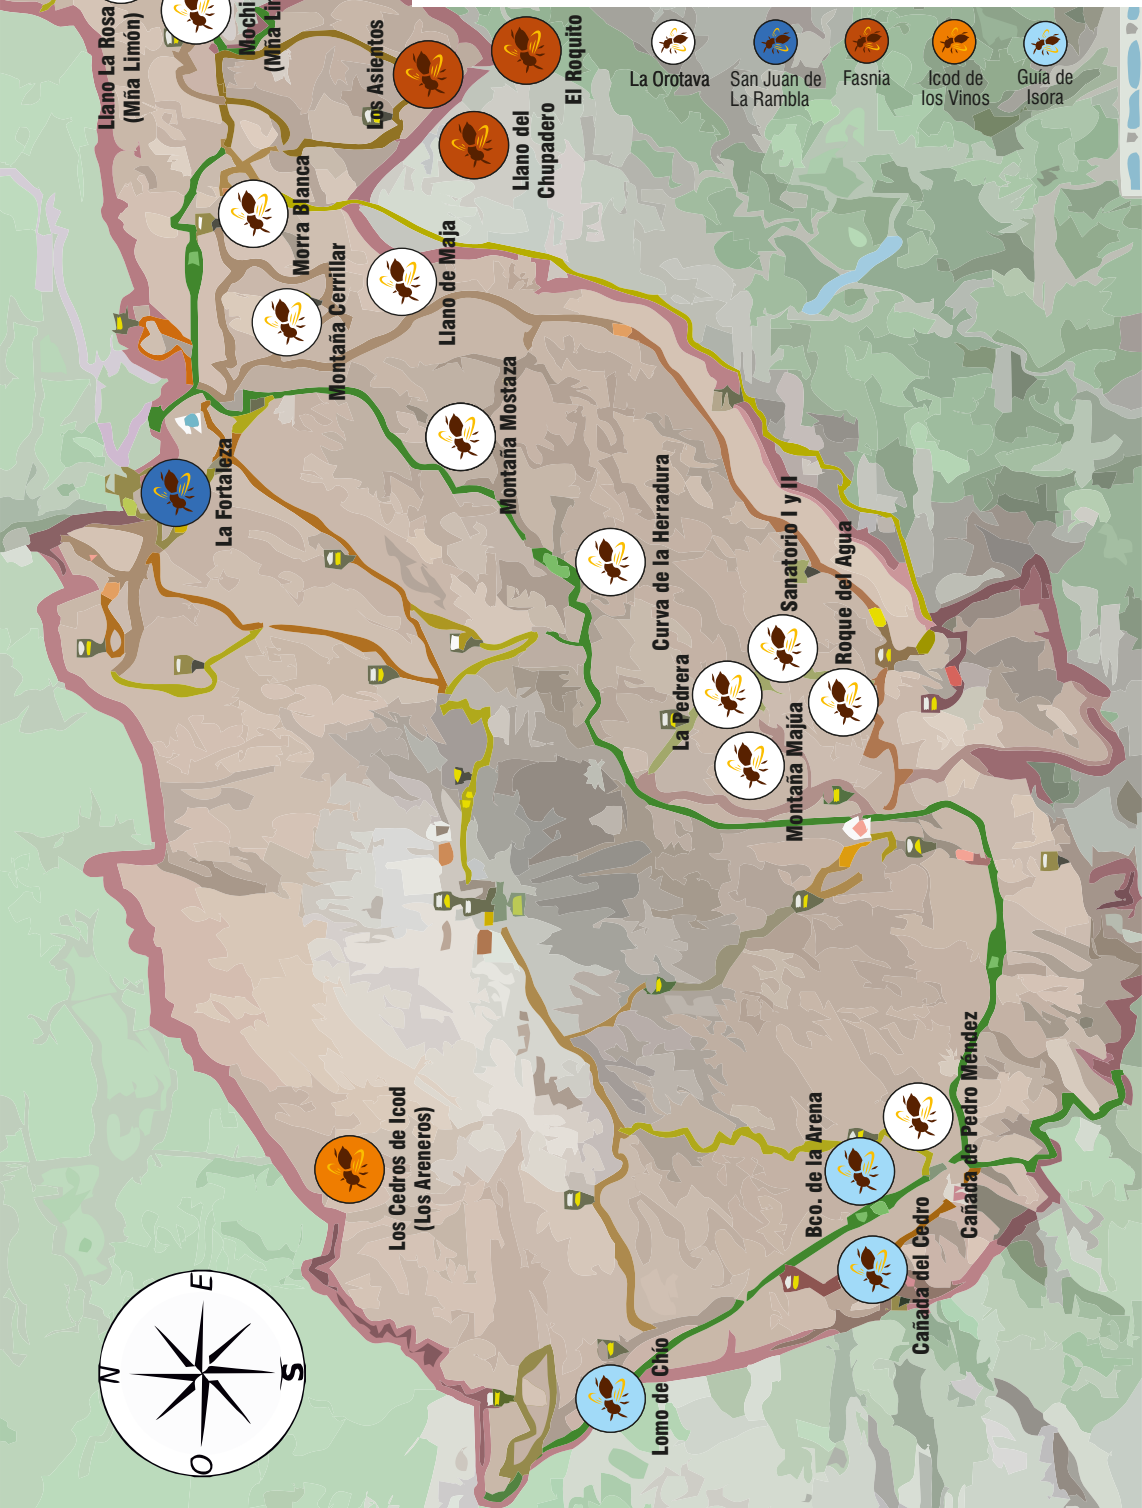 Llano La Rosa
(Mña Limón)
Mochi
(Mña Lim
Los Asientos
El Roquito
Llano del
Chupadero
La Orotava
San Juan de
La Rambla
Fasnia
Icod de
los Vinos
Guía de
Isora
Morra Blanca
Montaña Cerrillar
Llano de Maja
Montaña Mostaza
La Fortaleza
Curva de la Herradura
Sanatorio I y II
Roque del Agua
La Pedrera
Montaña Majúa
Los Cedros de Icod
(Los Areneros)
Bco. de la Arena
Cañada de Pedro Méndez
Cañada del Cedro
Lomo de Chío
N
E
S
O